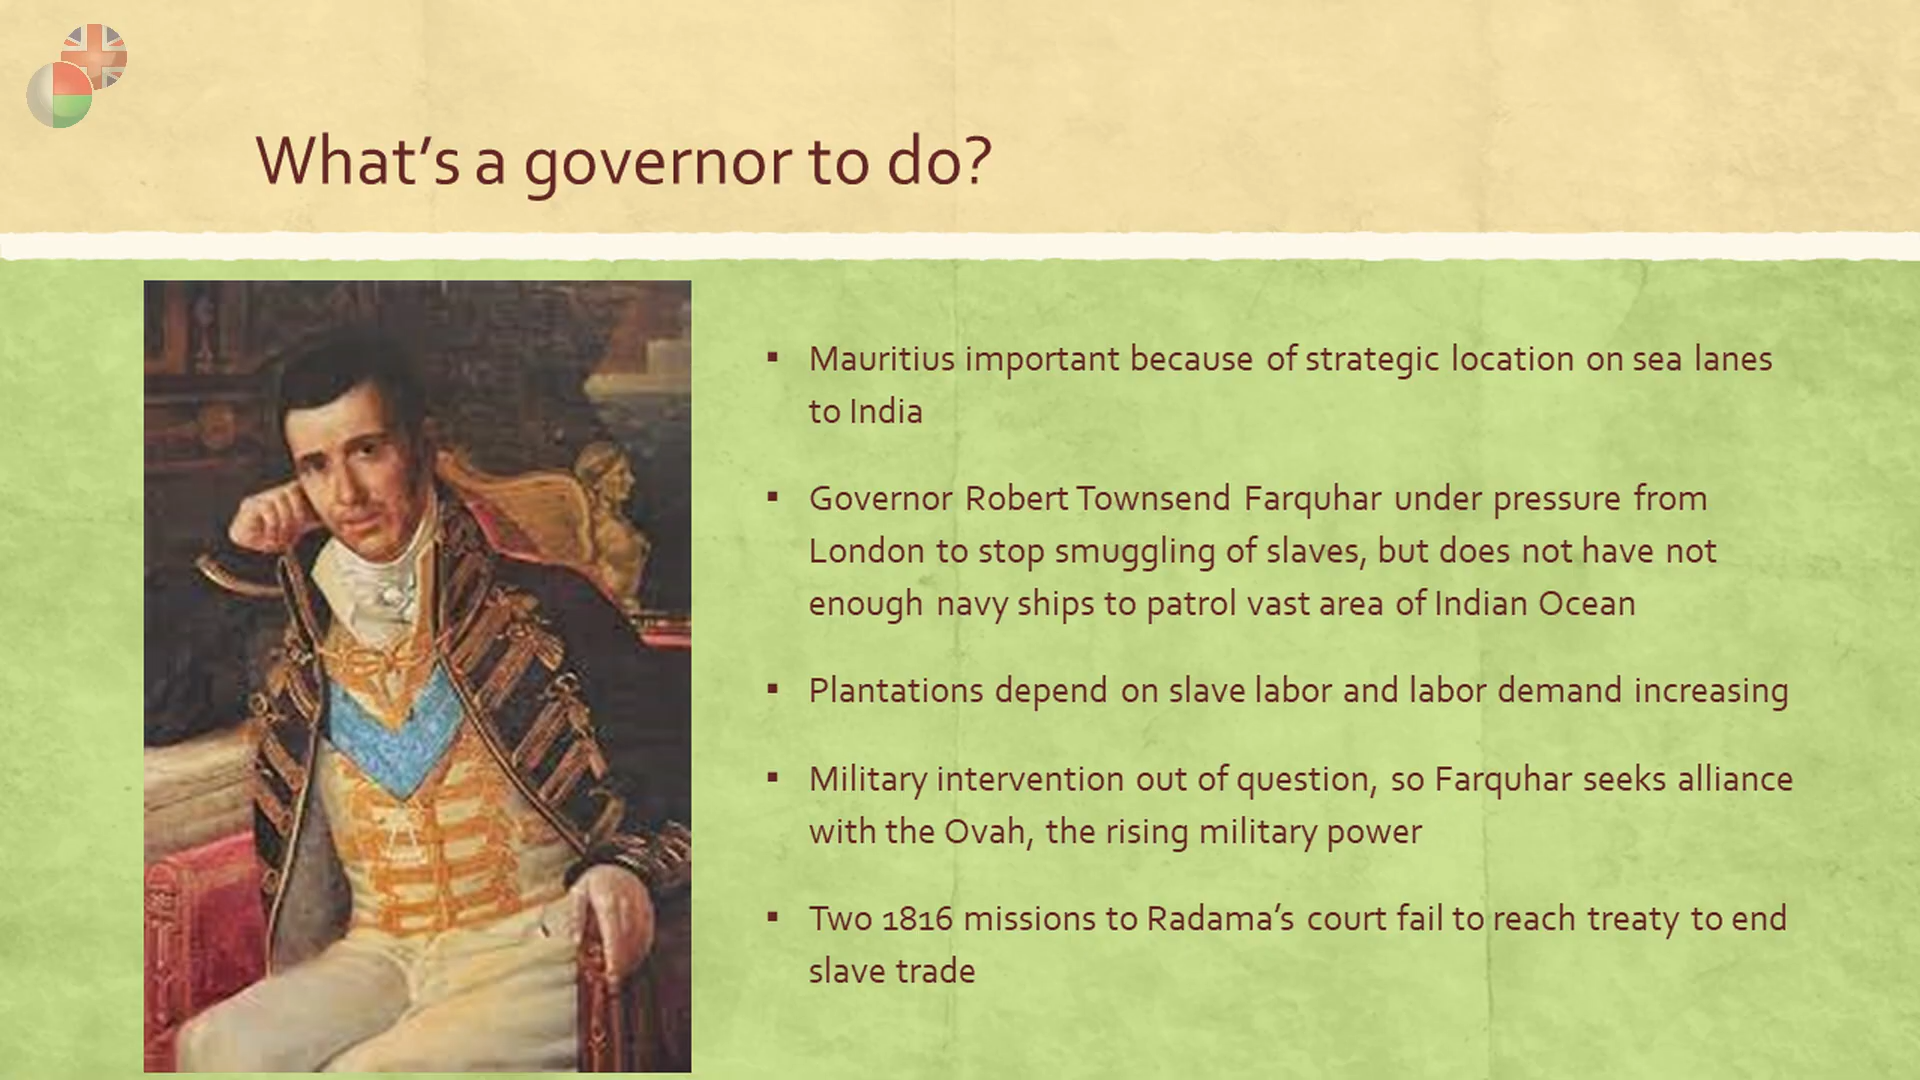 What’s a governor to do?
▪ Mauritius important because of strategic location on sea lanes
to India
▪ Governor Robert Townsend Farquhar under pressure from
London to stop smuggling of slaves, but does not have not
enough navy ships to patrol vast area of Indian Ocean
▪ Plantations depend on slave labor and labor demand increasing
▪ Military intervention out of question, so Farquhar seeks alliance
with the Ovah, the rising military power
▪ Two 1816 missions to Radama’s court fail to reach treaty to end
slave trade